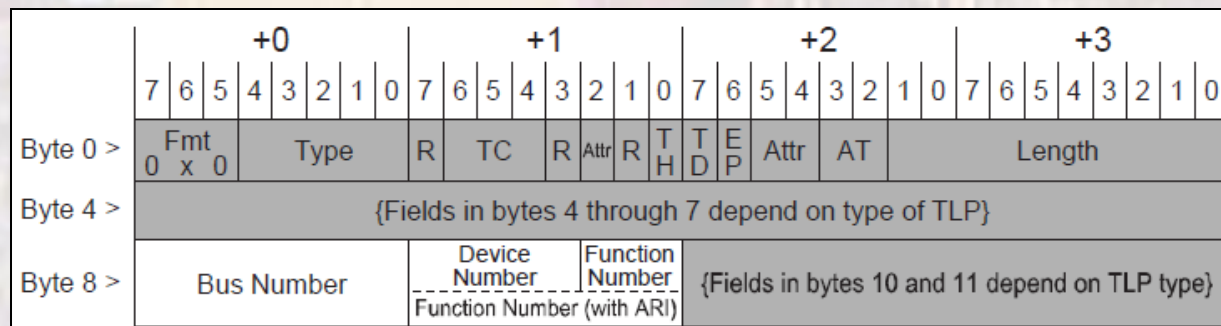 +0 +1 +2 +3
7 6 5 4 3 2 1 0 7 6 5 4 3 2 1 0 7 6 5 4 3 2 1 0 7 6 5 4 3 2 1 0
Byte 0 > Fmt 0 x 0 Type R TC R Attr R TH TD EP Attr AT Length
Byte 4 > {Fields in bytes 4 through 7 depend on type of TLP}
Byte 8 > Bus Number Device Number Function Number {Fields in bytes 10 and 11 depend on TLP type}
Function Number (with ARI)